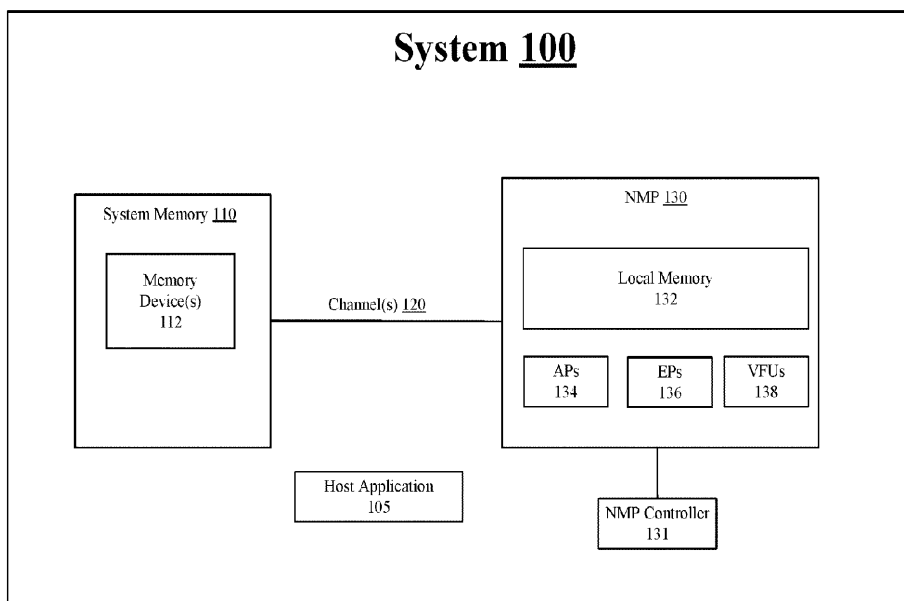 System 100
System Memory 110
Memory
Device(s)
112
Channel(s) 120
NMP 130
Local Memory
132
APs
134
EPs
136
VFUs
138
Host Application
105
NMP Controller
131